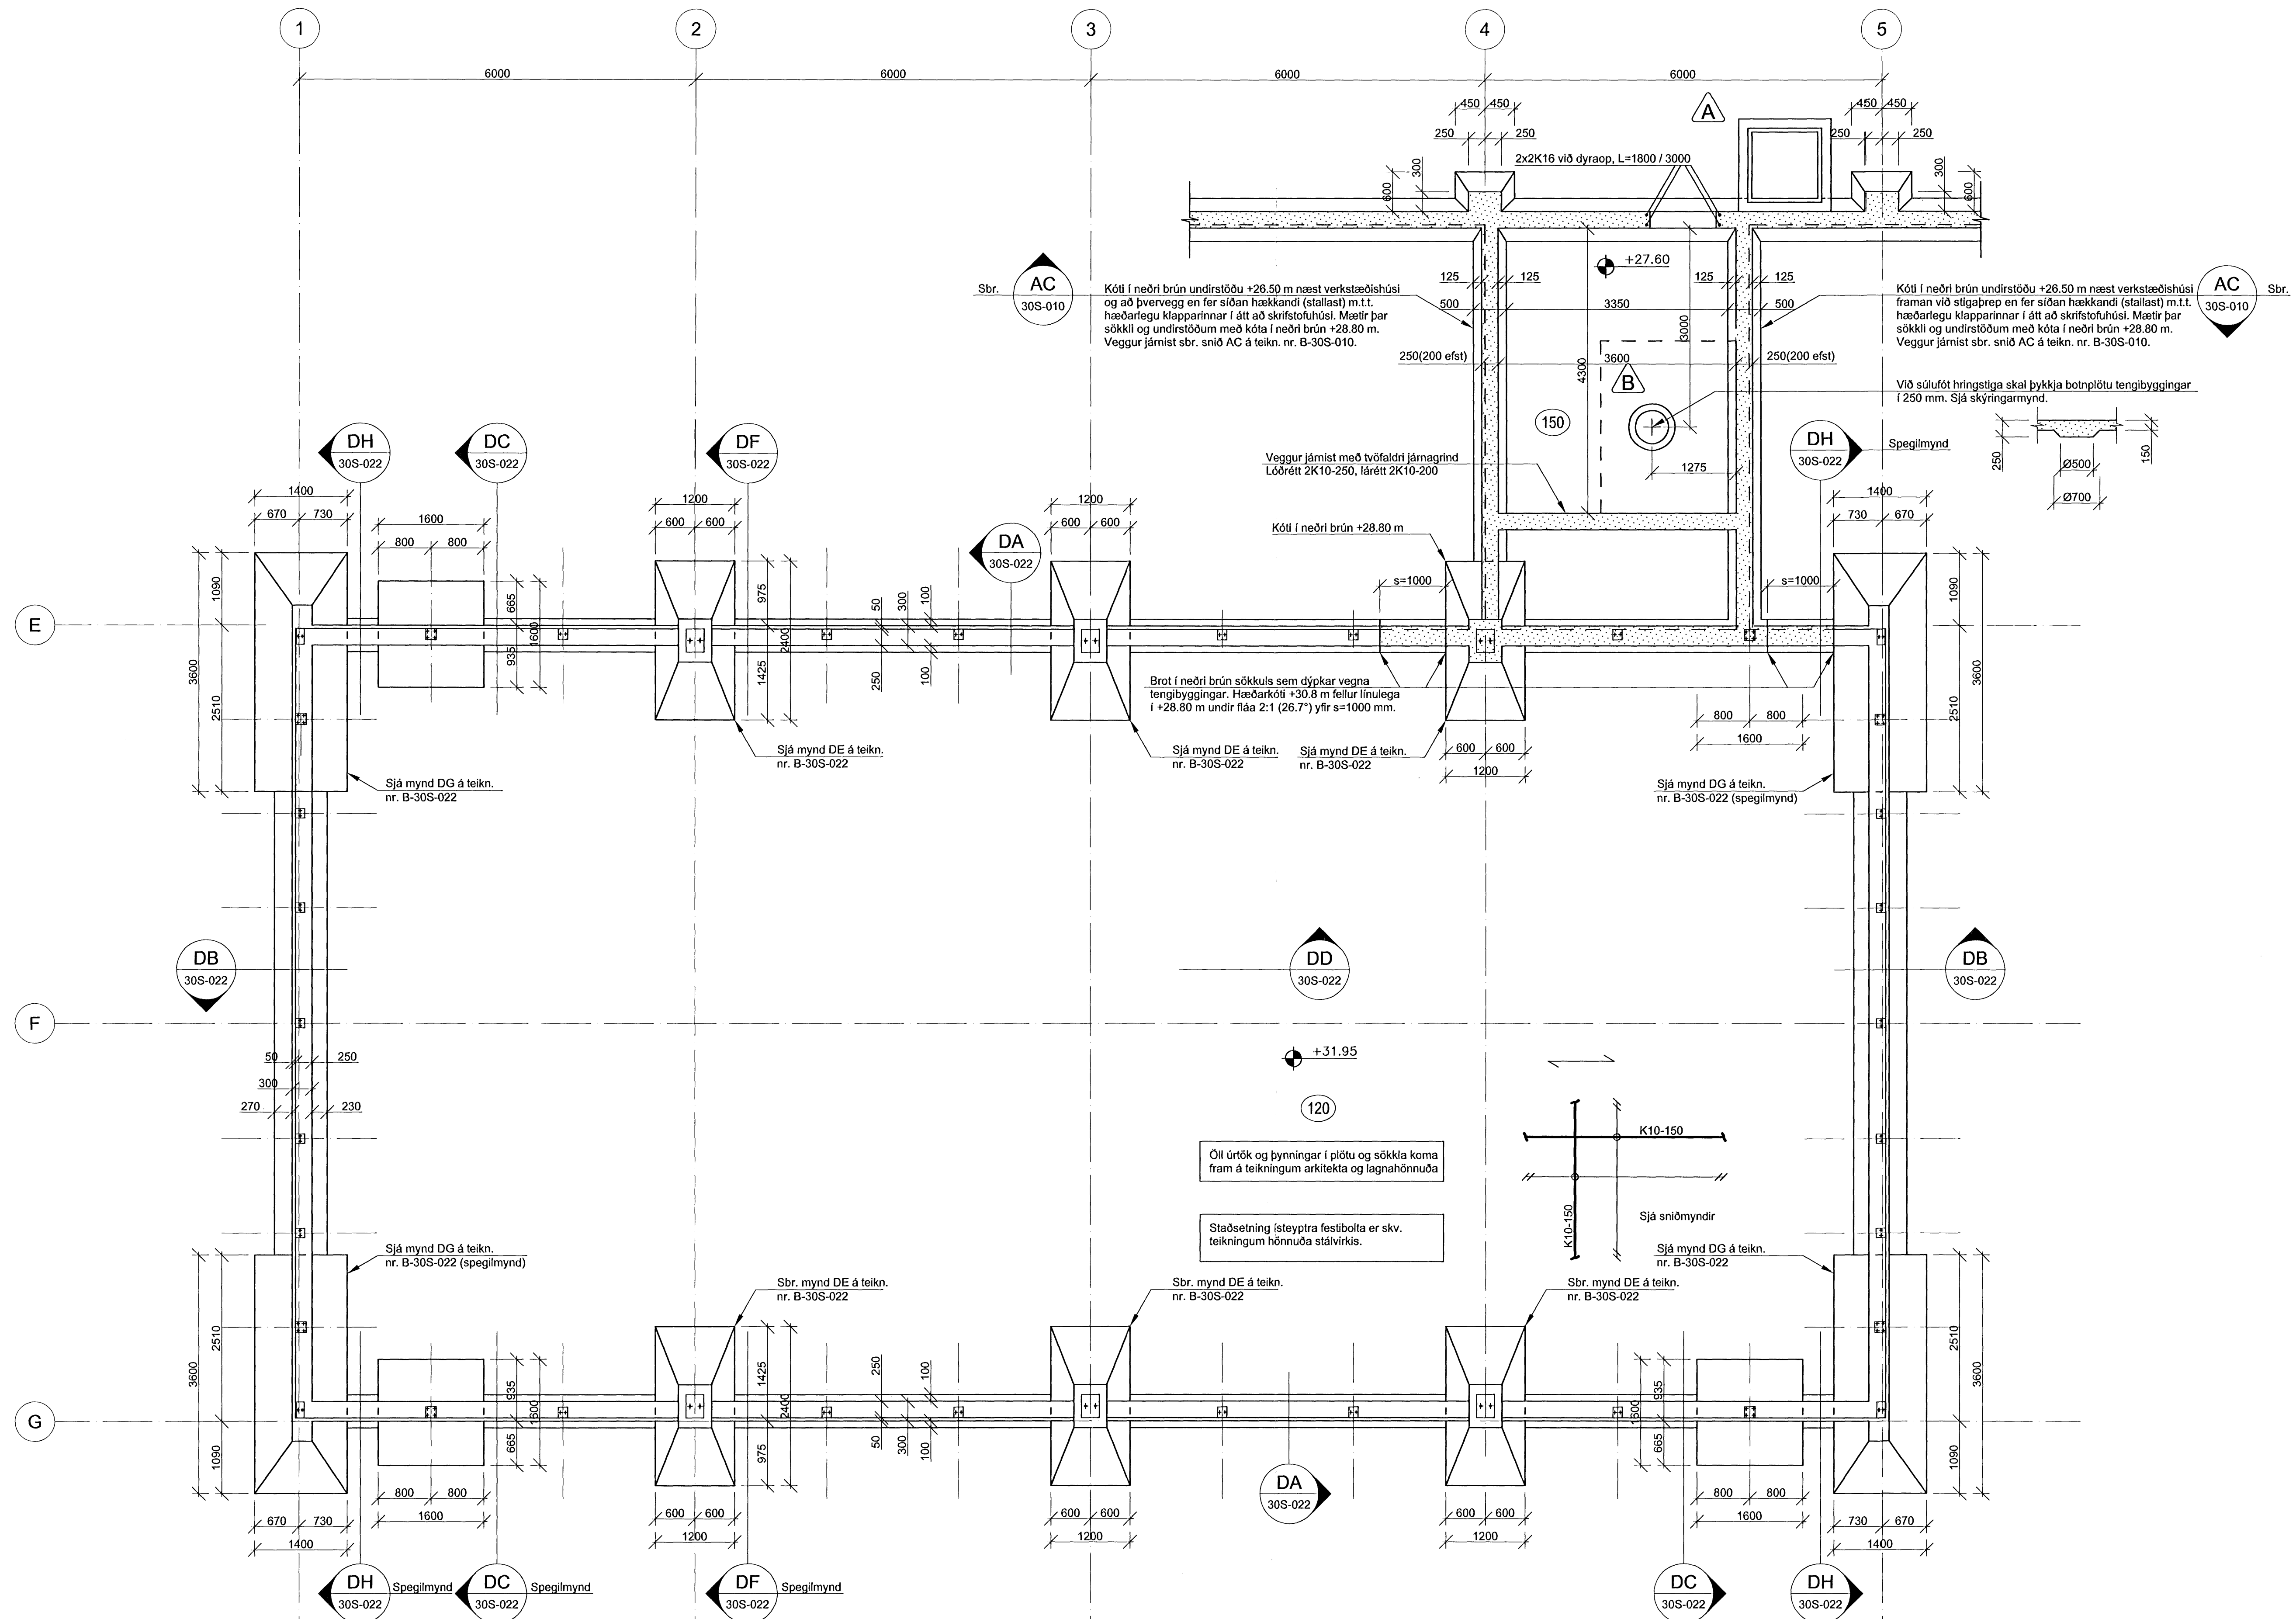 1
2
3
4
5
6000
6000
6000
6000
450
450
A
450
450
250
250
250
250
2x2K16 við dyraop, L=1800 / 3000
300
600
300
600
+27.60
Sbr.
AC
30S-010
Kóti í neðri brún undirstöðu +26.50 m næst verkstæðishúsi
og að þvervegg en fer síðan hækkandi (stallast) m.t.t.
hæðarlegu klapparinnar í átt að skrifstofuhúsi. Mætir þar
sökkli og undirstöðum með kóta í neðri brún +28.80 m.
Veggur járnist sbr. snið AC á teikn. nr. B-30S-010.
125
125
125
125
500
3350
500
3000
Kóti í neðri brún undirstöðu +26.50 m næst verkstæðishúsi
framan við stigaþrep en fer síðan hækkandi (stallast) m.t.t.
hæðarlegu klapparinnar í átt að skrifstofuhúsi. Mætir þar
sökkli og undirstöðum með kóta í neðri brún +28.80 m.
Veggur járnist sbr. snið AC á teikn. nr. B-30S-010.
AC
30S-010
Sbr.
250(200 efst)
3600
250(200 efst)
4300
B
Við súlufót hringstiga skal þykkja botnplötu tengibyggingar
í 250 mm. Sjá skýringarmynd.
150
250
150
Ø500
Ø700
DH
30S-022
DC
30S-022
DF
30S-022
DH
30S-022
Spegilmynd
Veggur járnist með tvöfaldri járnagrind
Lóðrétt 2K10-250, lárétt 2K10-200
1275
1400
670
730
1600
800
800
1200
600
600
1200
600
600
1400
730
670
DA
30S-022
Kóti í neðri brún +28.80 m
s=1000
s=1000
E
1090
3600
2510
665
1600
935
975
2400
1425
50
300
100
250
100
1090
3600
2510
Brot í neðri brún sökkuls sem dýpkar vegna
tengibyggingar. Hæðarkóti +30.8 m fellur línulega
í +28.80 m undir fláa 2:1 (26.7°) yfir s=1000 mm.
800
800
1600
600
600
1200
Sjá mynd DE á teikn.
nr. B-30S-022
Sjá mynd DE á teikn.
nr. B-30S-022
Sjá mynd DE á teikn.
nr. B-30S-022
Sjá mynd DG á teikn.
nr. B-30S-022
Sjá mynd DG á teikn.
nr. B-30S-022 (spegilmynd)
DB
30S-022
DD
30S-022
DB
30S-022
F
50
250
300
270
230
+31.95
120
Öll úrtök og þynningar í plötu og sökkla koma
fram á teikningum arkitekta og lagnahönnuða
K10-150
K10-150
Sjá sniðmyndir
Staðsetning ísteyptra festibolta er skv.
teikningum hönnuða stálvirkis.
Sjá mynd DG á teikn.
nr. B-30S-022 (spegilmynd)
Sjá mynd DG á teikn.
nr. B-30S-022
Sbr. mynd DE á teikn.
nr. B-30S-022
Sbr. mynd DE á teikn.
nr. B-30S-022
Sbr. mynd DE á teikn.
nr. B-30S-022
G
2510
3600
1090
935
1600
665
1425
2400
975
250
100
50
300
100
935
1600
665
2510
3600
1090
DA
30S-022
670
730
1400
800
800
1600
600
600
1200
600
600
1200
600
600
1200
800
800
1600
730
670
1400
DH
30S-022
Spegilmynd
DC
30S-022
Spegilmynd
DF
30S-022
Spegilmynd
DC
30S-022
DH
30S-022